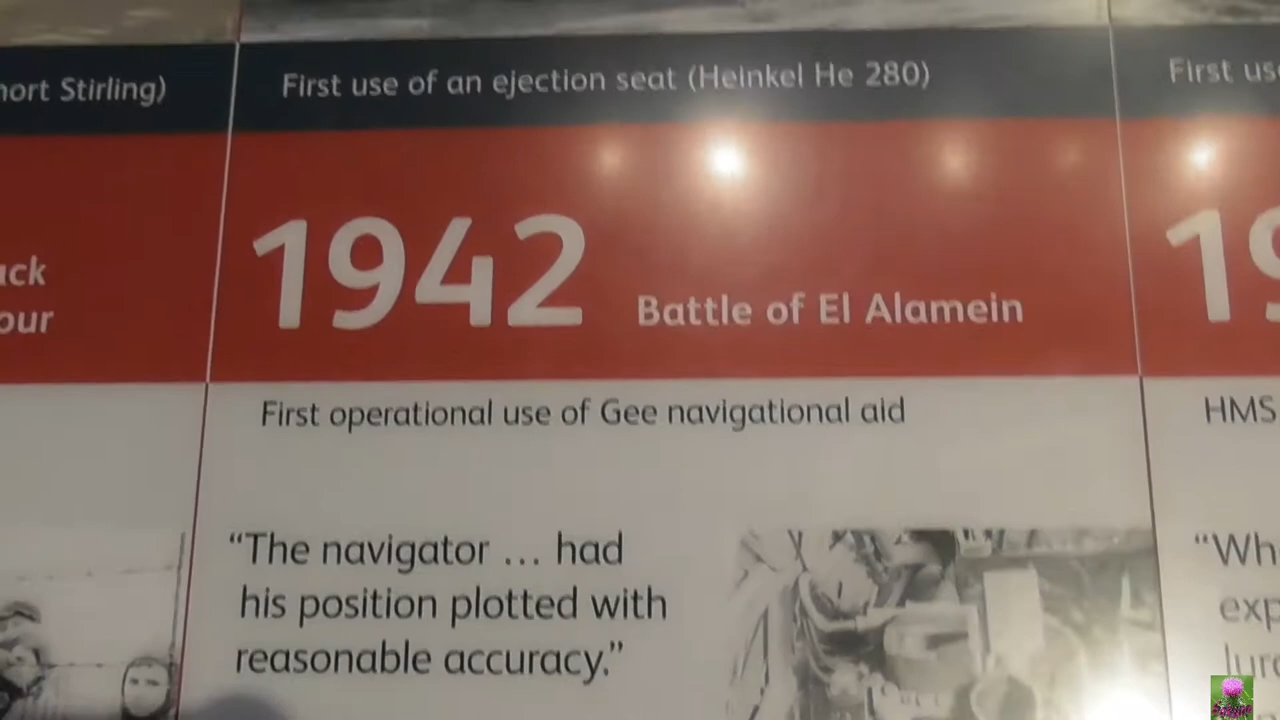 hort Stirling)
ack
our
First use of an ejection seat (Heinkel He 280)
1942 Battle of El Alamein
First operational use of Gee navigational aid
“The navigator … had
his position plotted with
reasonable accuracy.”
First use
19
HMS
“Wh
exp